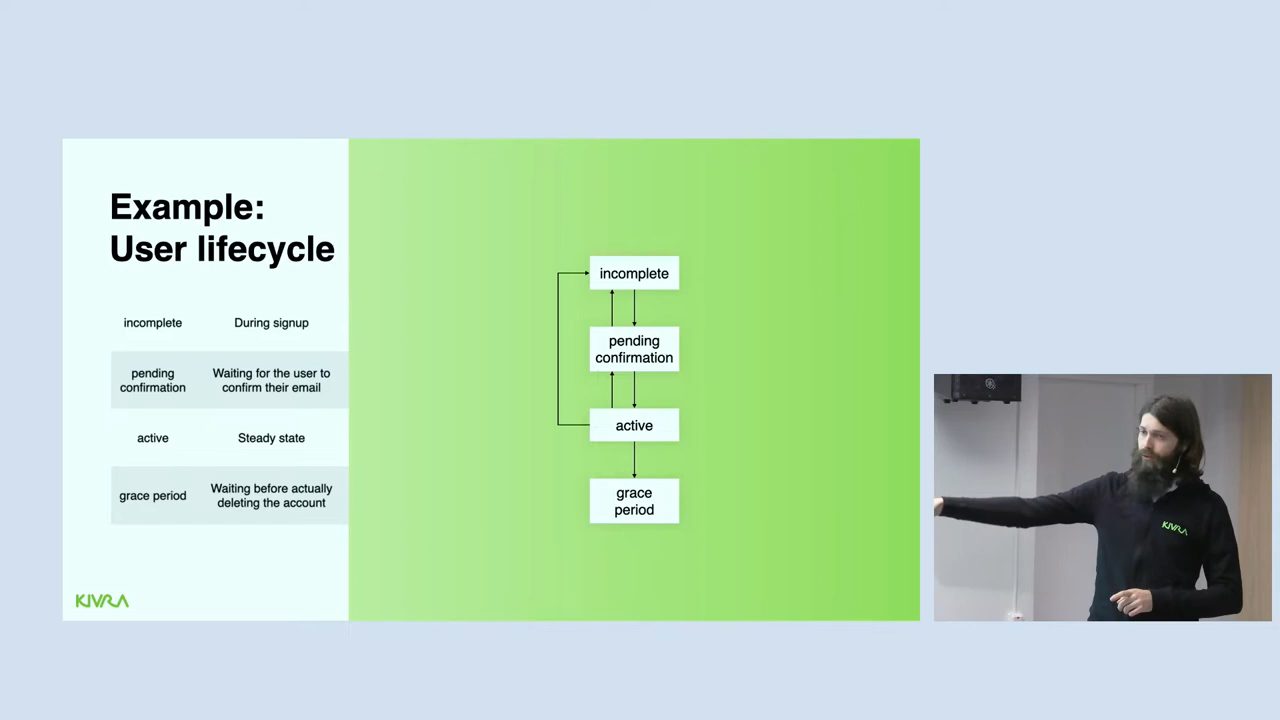 Example:
User lifecycle
incomplete During signup
pending confirmation Waiting for the user to confirm their email
active Steady state
grace period Waiting before actually deleting the account
KIVRA
incomplete
pending
confirmation
active
grace
period
KIVRA